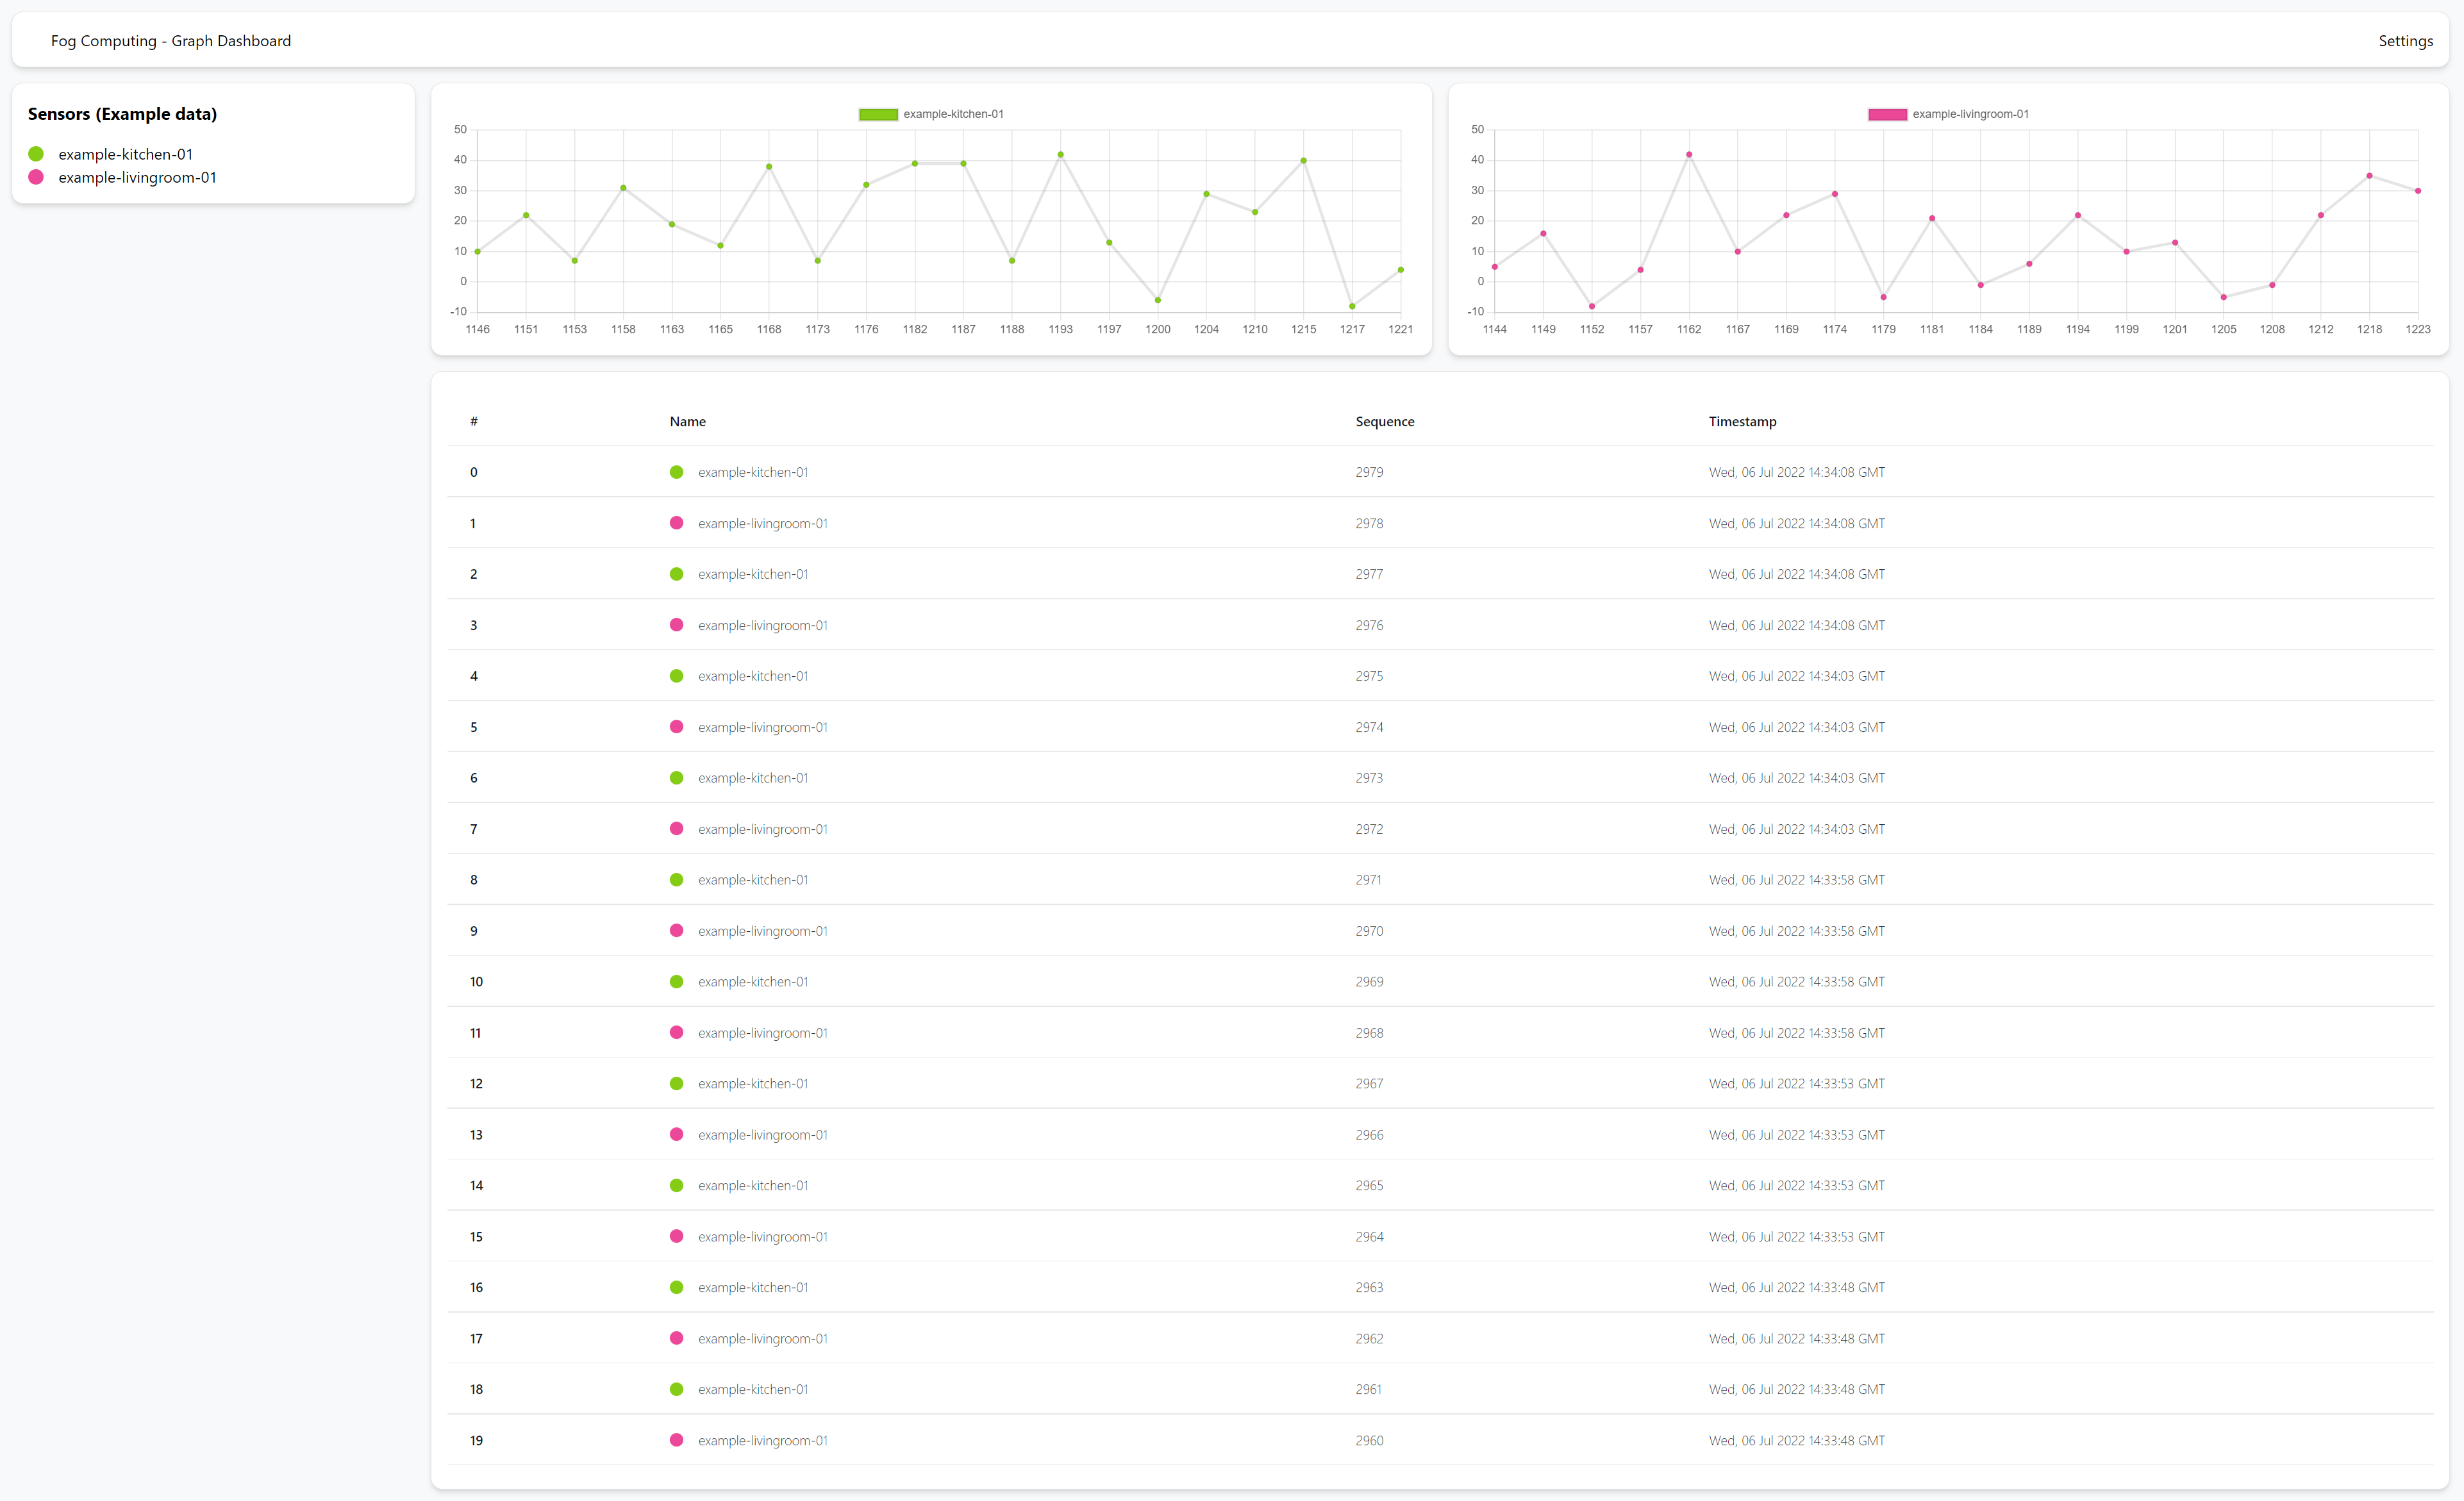 Fog Computing - Graph Dashboard
Settings
Sensors (Example data)
example-kitchen-01
example-livingroom-01
example-kitchen-01
50
40
30
20
10
0
-10
1146 1151 1153 1158 1163 1165 1168 1173 1176 1182 1187 1188 1193 1197 1200 1204 1210 1215 1217 1221
example-livingroom-01
50
40
30
20
10
0
-10
1144 1149 1152 1157 1162 1167 1169 1174 1179 1181 1184 1189 1194 1199 1201 1205 1208 1212 1218 1223
# Name Sequence Timestamp
0 example-kitchen-01 2979 Wed, 06 Jul 2022 14:34:08 GMT
1 example-livingroom-01 2978 Wed, 06 Jul 2022 14:34:08 GMT
2 example-kitchen-01 2977 Wed, 06 Jul 2022 14:34:08 GMT
3 example-livingroom-01 2976 Wed, 06 Jul 2022 14:34:08 GMT
4 example-kitchen-01 2975 Wed, 06 Jul 2022 14:34:03 GMT
5 example-livingroom-01 2974 Wed, 06 Jul 2022 14:34:03 GMT
6 example-kitchen-01 2973 Wed, 06 Jul 2022 14:34:03 GMT
7 example-livingroom-01 2972 Wed, 06 Jul 2022 14:34:03 GMT
8 example-kitchen-01 2971 Wed, 06 Jul 2022 14:33:58 GMT
9 example-livingroom-01 2970 Wed, 06 Jul 2022 14:33:58 GMT
10 example-kitchen-01 2969 Wed, 06 Jul 2022 14:33:58 GMT
11 example-livingroom-01 2968 Wed, 06 Jul 2022 14:33:58 GMT
12 example-kitchen-01 2967 Wed, 06 Jul 2022 14:33:53 GMT
13 example-livingroom-01 2966 Wed, 06 Jul 2022 14:33:53 GMT
14 example-kitchen-01 2965 Wed, 06 Jul 2022 14:33:53 GMT
15 example-livingroom-01 2964 Wed, 06 Jul 2022 14:33:53 GMT
16 example-kitchen-01 2963 Wed, 06 Jul 2022 14:33:48 GMT
17 example-livingroom-01 2962 Wed, 06 Jul 2022 14:33:48 GMT
18 example-kitchen-01 2961 Wed, 06 Jul 2022 14:33:48 GMT
19 example-livingroom-01 2960 Wed, 06 Jul 2022 14:33:48 GMT